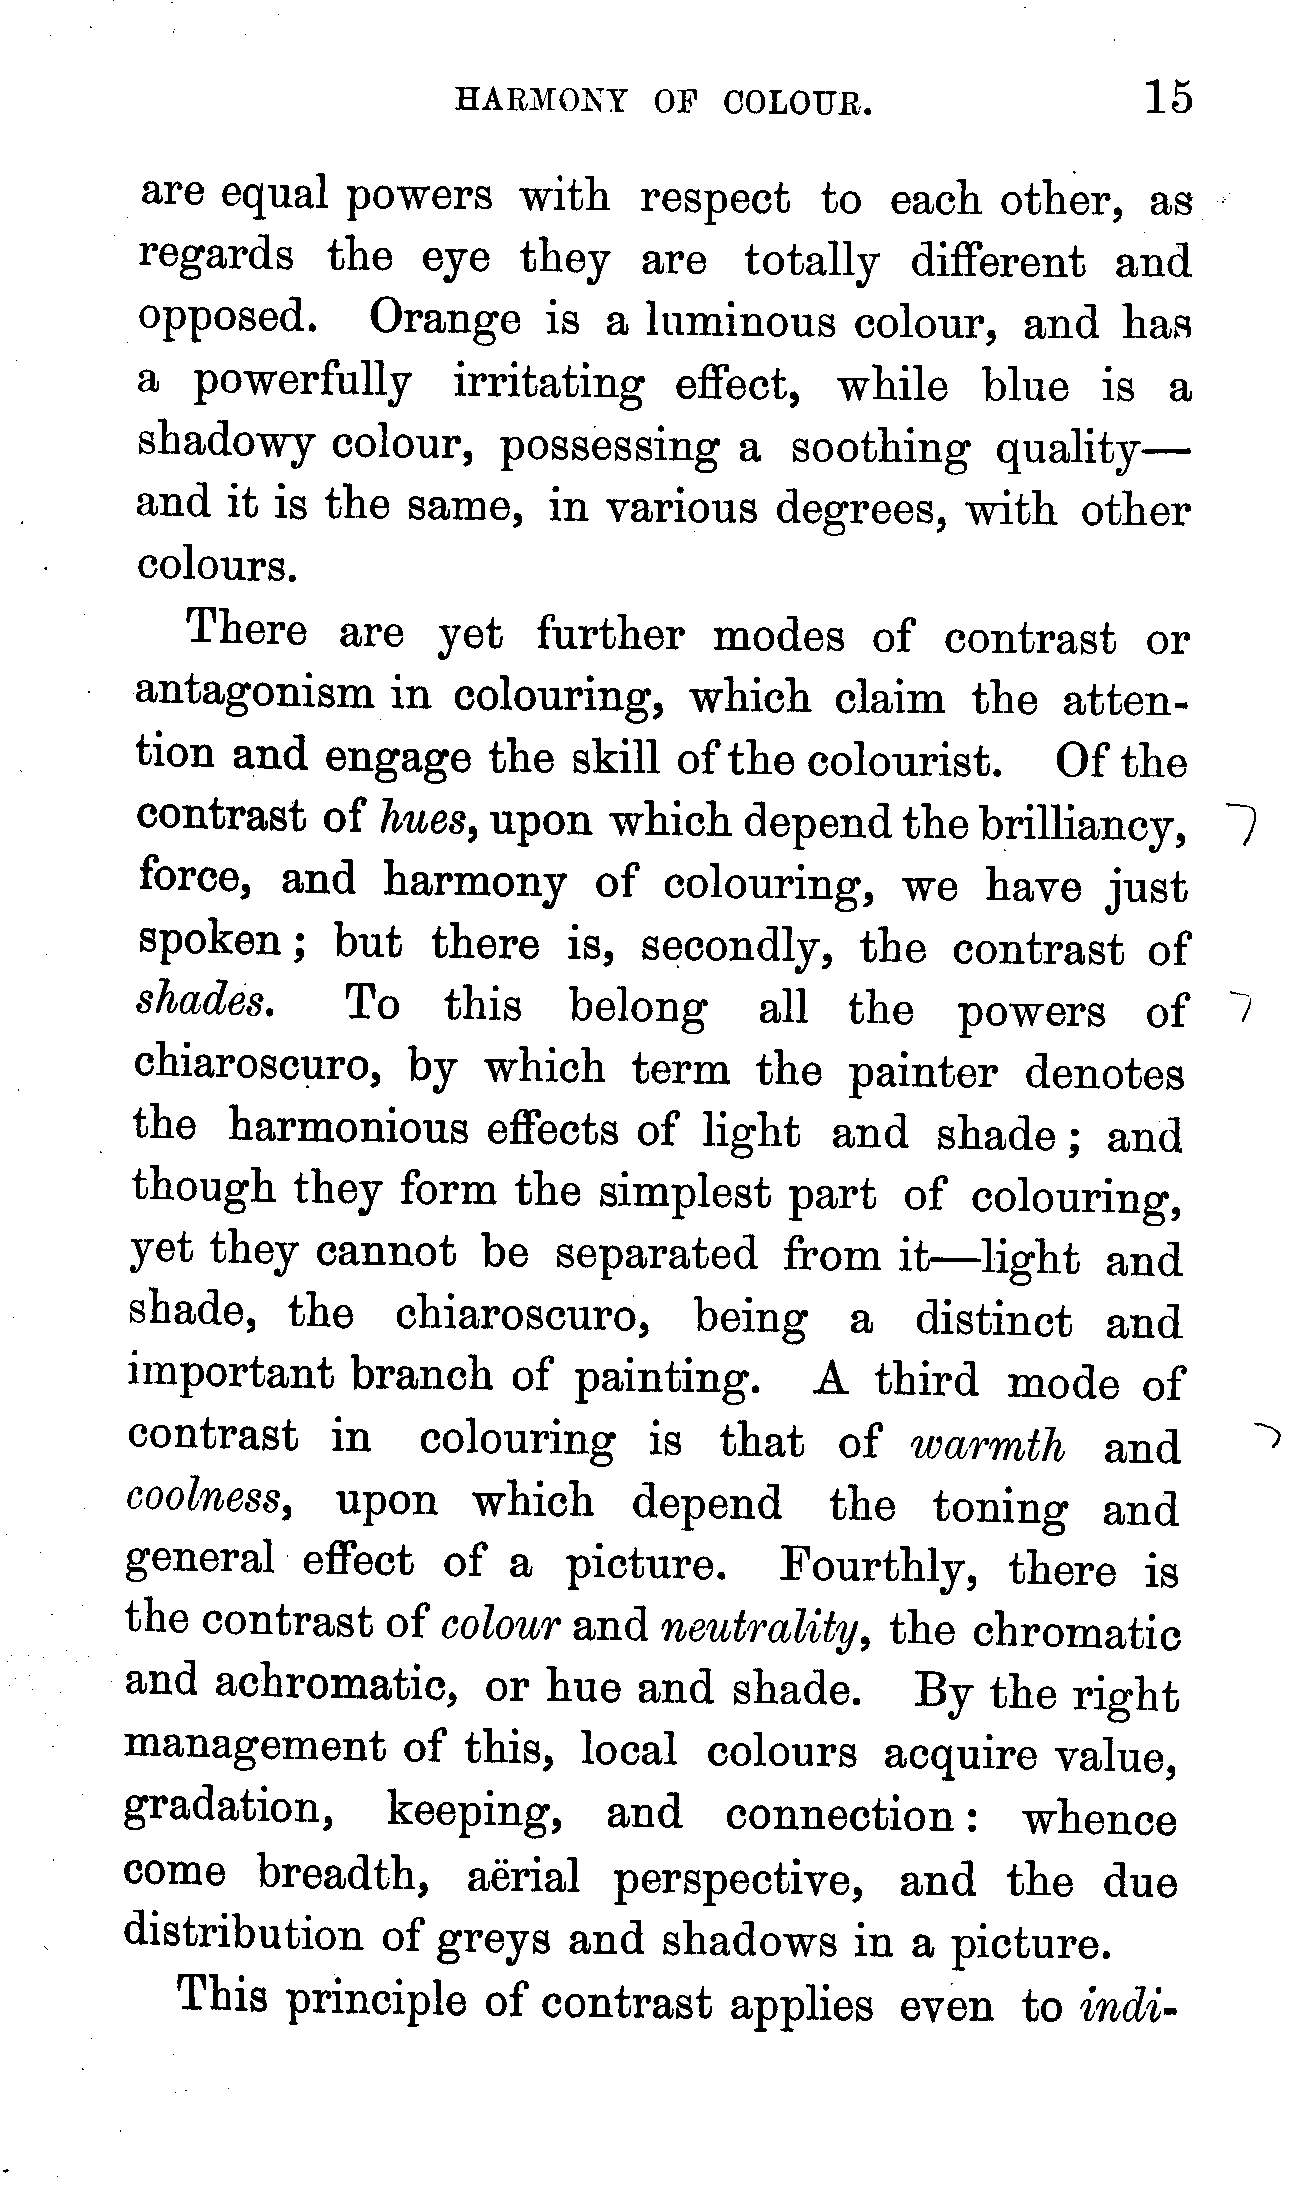 HARMONY OF COLOUR. 15
are equal powers with respect to each other, as
regards the eye they are totally different and
opposed. Orange is a luminous colour, and has
a powerfully irritating effect, while blue is a
shadowy colour, possessing a soothing quality—
and it is the same, in various degrees, with other
colours.
There are yet further modes of contrast or
antagonism in colouring, which claim the atten-
tion and engage the skill of the colourist. Of the
contrast of hues, upon which depend the brilliancy,
force, and harmony of colouring, we have just
spoken; but there is, secondly, the contrast of
shades. To this belong all the powers of
chiaroscuro, by which term the painter denotes
the harmonious effects of light and shade; and
though they form the simplest part of colouring,
yet they cannot be separated from it—light and
shade, the chiaroscuro, being a distinct and
important branch of painting. A third mode of
contrast in colouring is that of warmth and
coolness, upon which depend the toning and
general effect of a picture. Fourthly, there is
the contrast of colour and neutrality, the chromatic
and achromatic, or hue and shade. By the right
management of this, local colours acquire value,
gradation, keeping, and connection: whence
come breadth, aërial perspective, and the due
distribution of greys and shadows in a picture.
This principle of contrast applies even to indi-